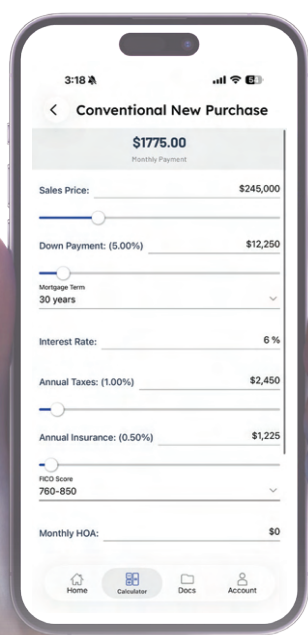 3:18
Conventional New Purchase
$1775.00
Monthly Payment
Sales Price: $245,000
Down Payment: (5.00%) $12,250
Mortgage Term
30 years
Interest Rate: 6 %
Annual Taxes: (1.00%) $2,450
Annual Insurance: (0.50%) $1,225
FICO Score
760-850
Monthly HOA: $0
Home Calculator Docs Account